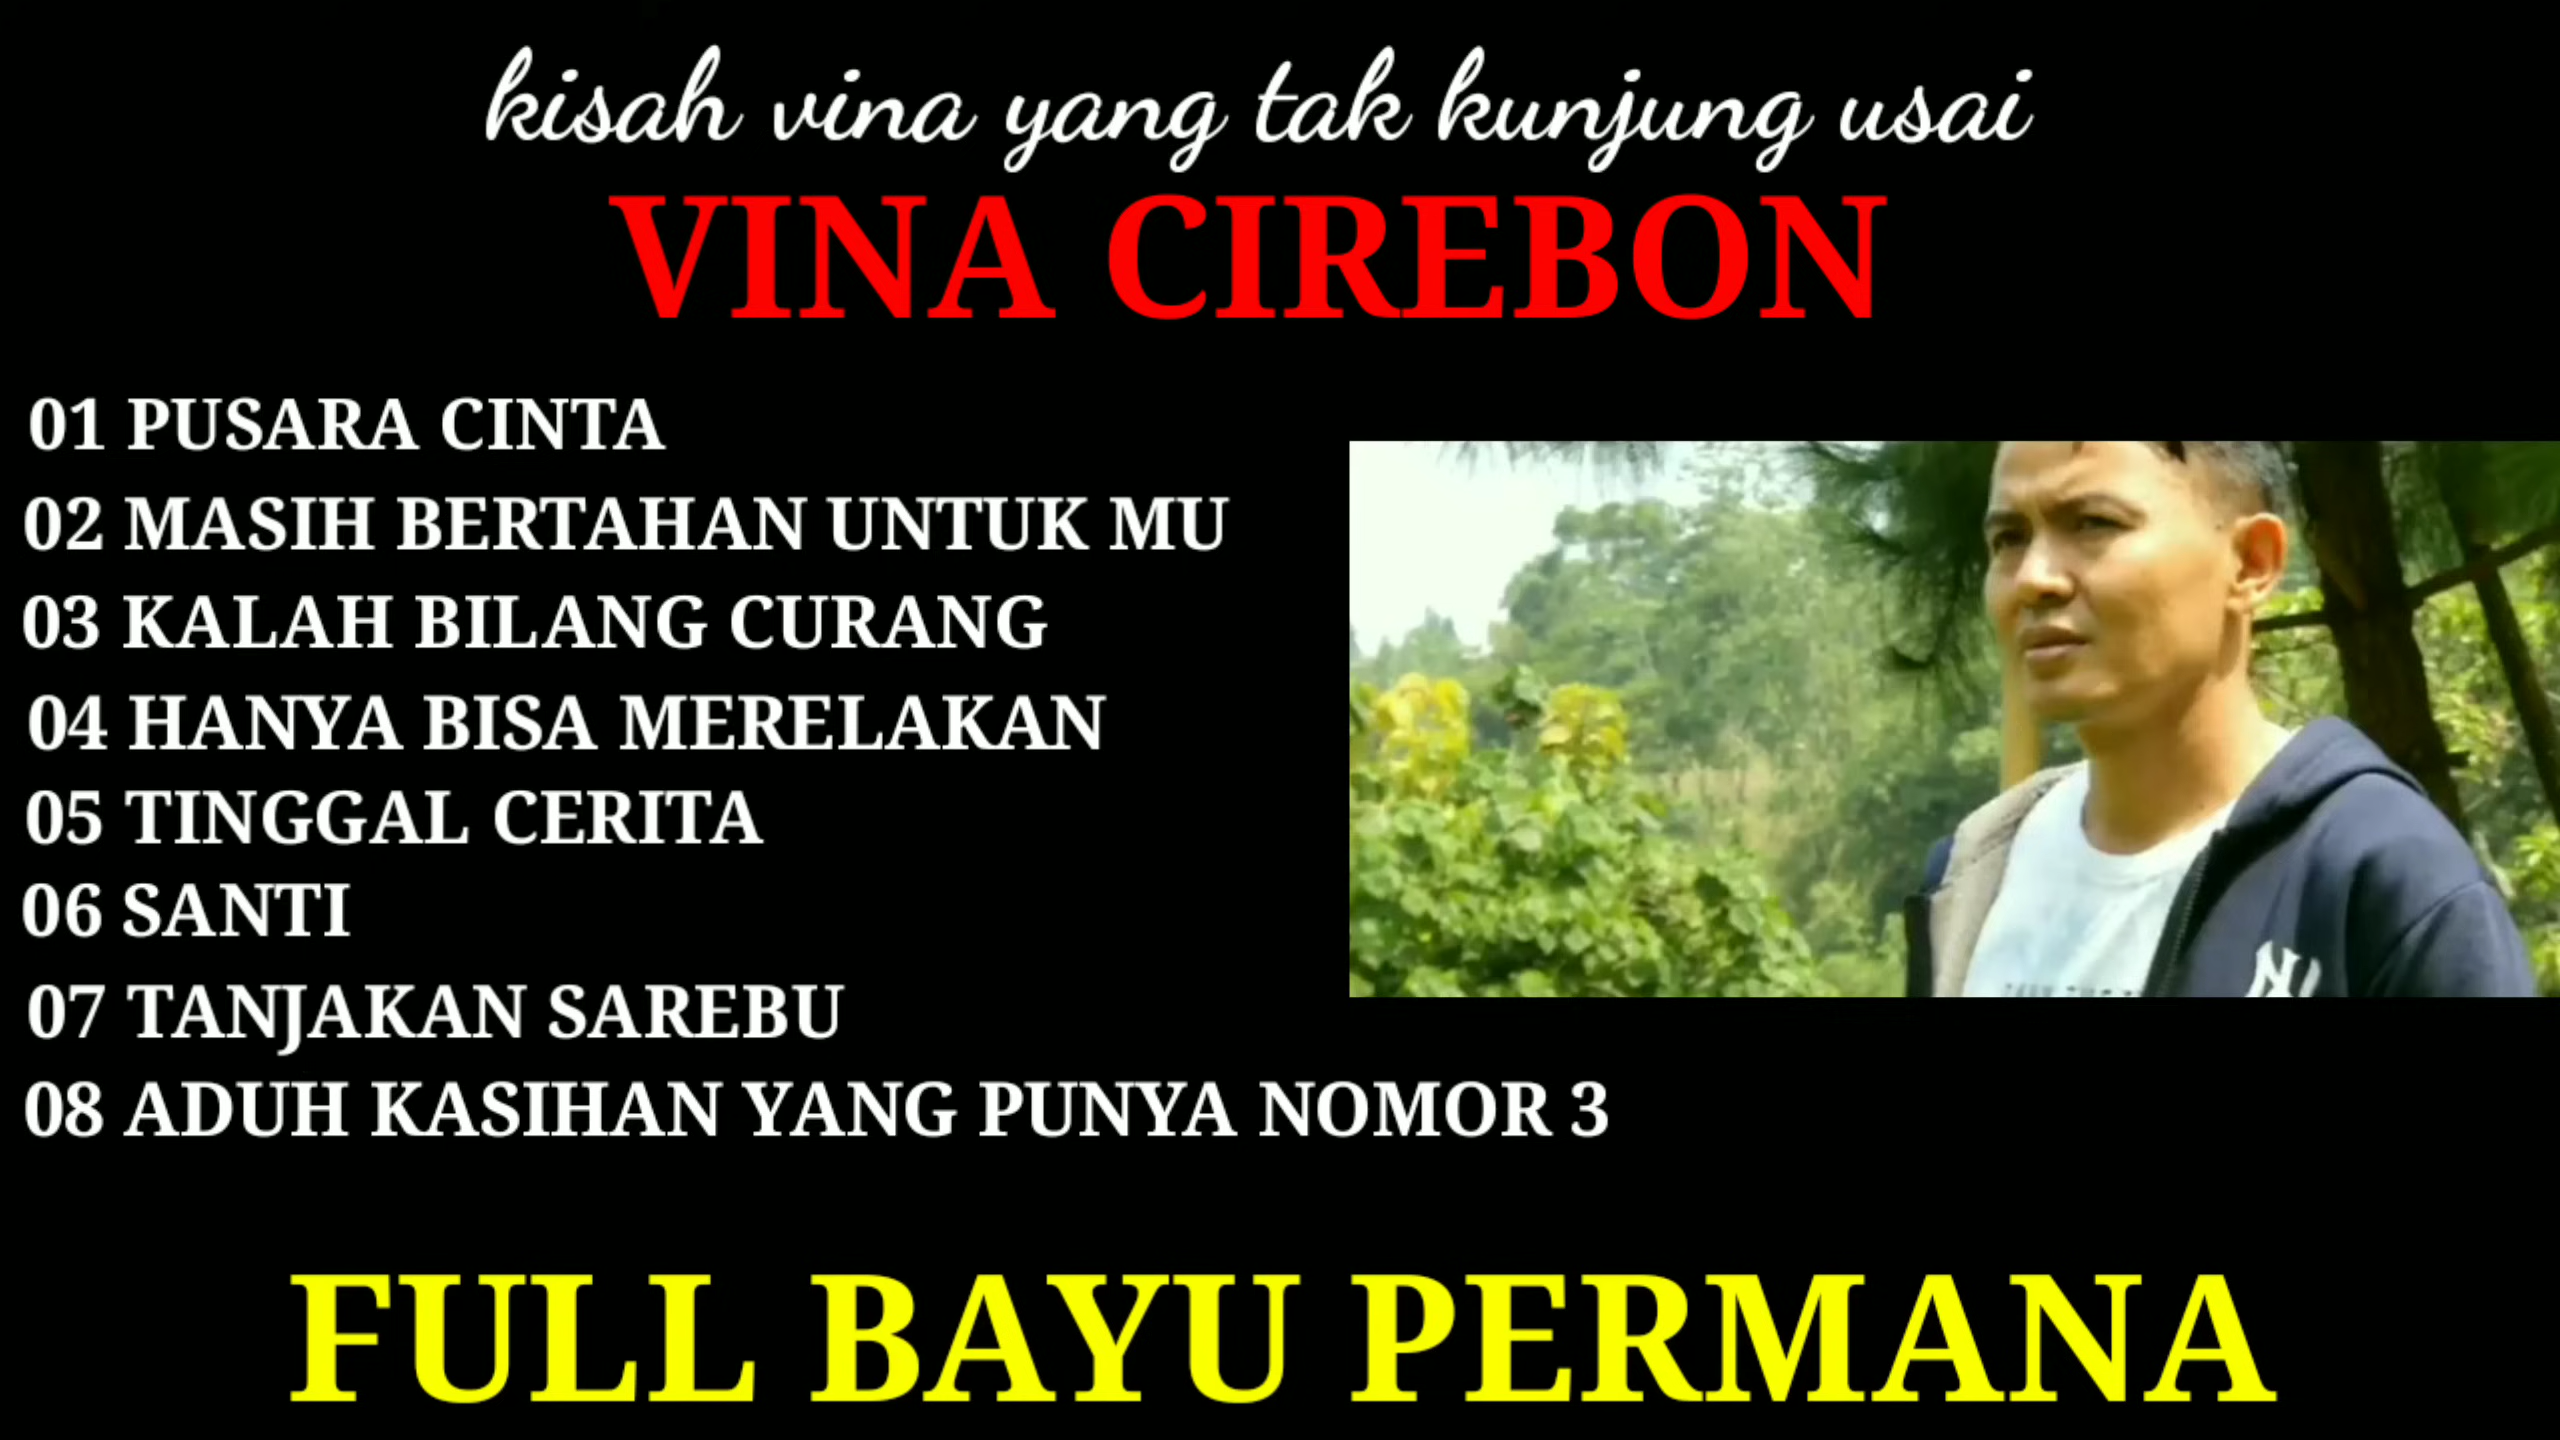 kisah vina yang tak kunjung usai
VINA CIREBON
01 PUSARA CINTA
02 MASIH BERTAHAN UNTUK MU
03 KALAH BILANG CURANG
04 HANYA BISA MERELAKAN
05 TINGGAL CERITA
06 SANTI
07 TANJAKAN SAREBU
08 ADUH KASIHAN YANG PUNYA NOMOR 3
FULL BAYU PERMANA